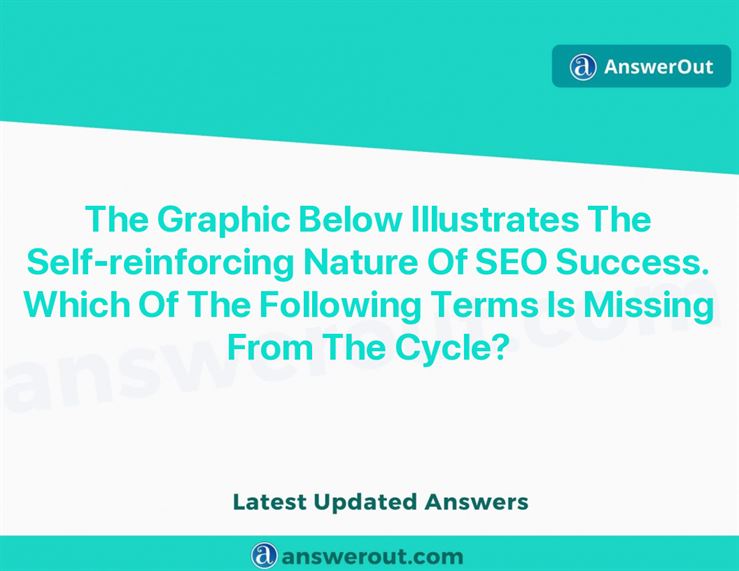 AnswerOut
The Graphic Below Illustrates The
Self-reinforcing Nature Of SEO Success.
Which Of The Following Terms Is Missing
From The Cycle?
answerout.com
Latest Updated Answers
answerout.com